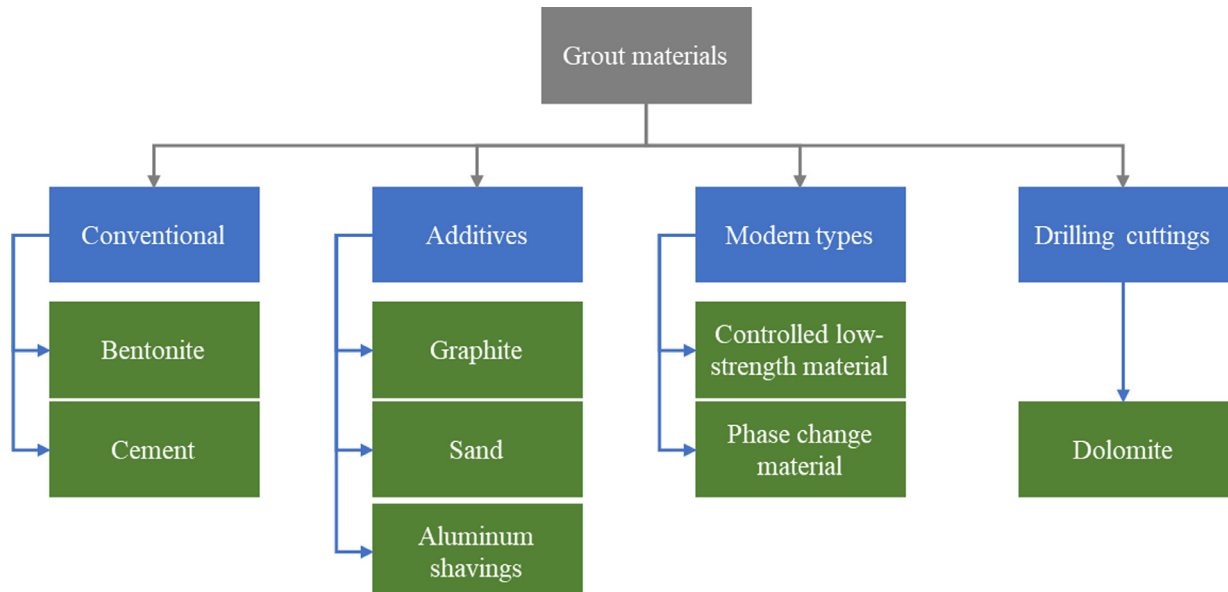 Grout materials
Conventional
Additives
Modern types
Drilling cuttings
Bentonite
Graphite
Controlled low-
strength material
Cement
Sand
Phase change
material
Dolomite
Aluminum
shavings